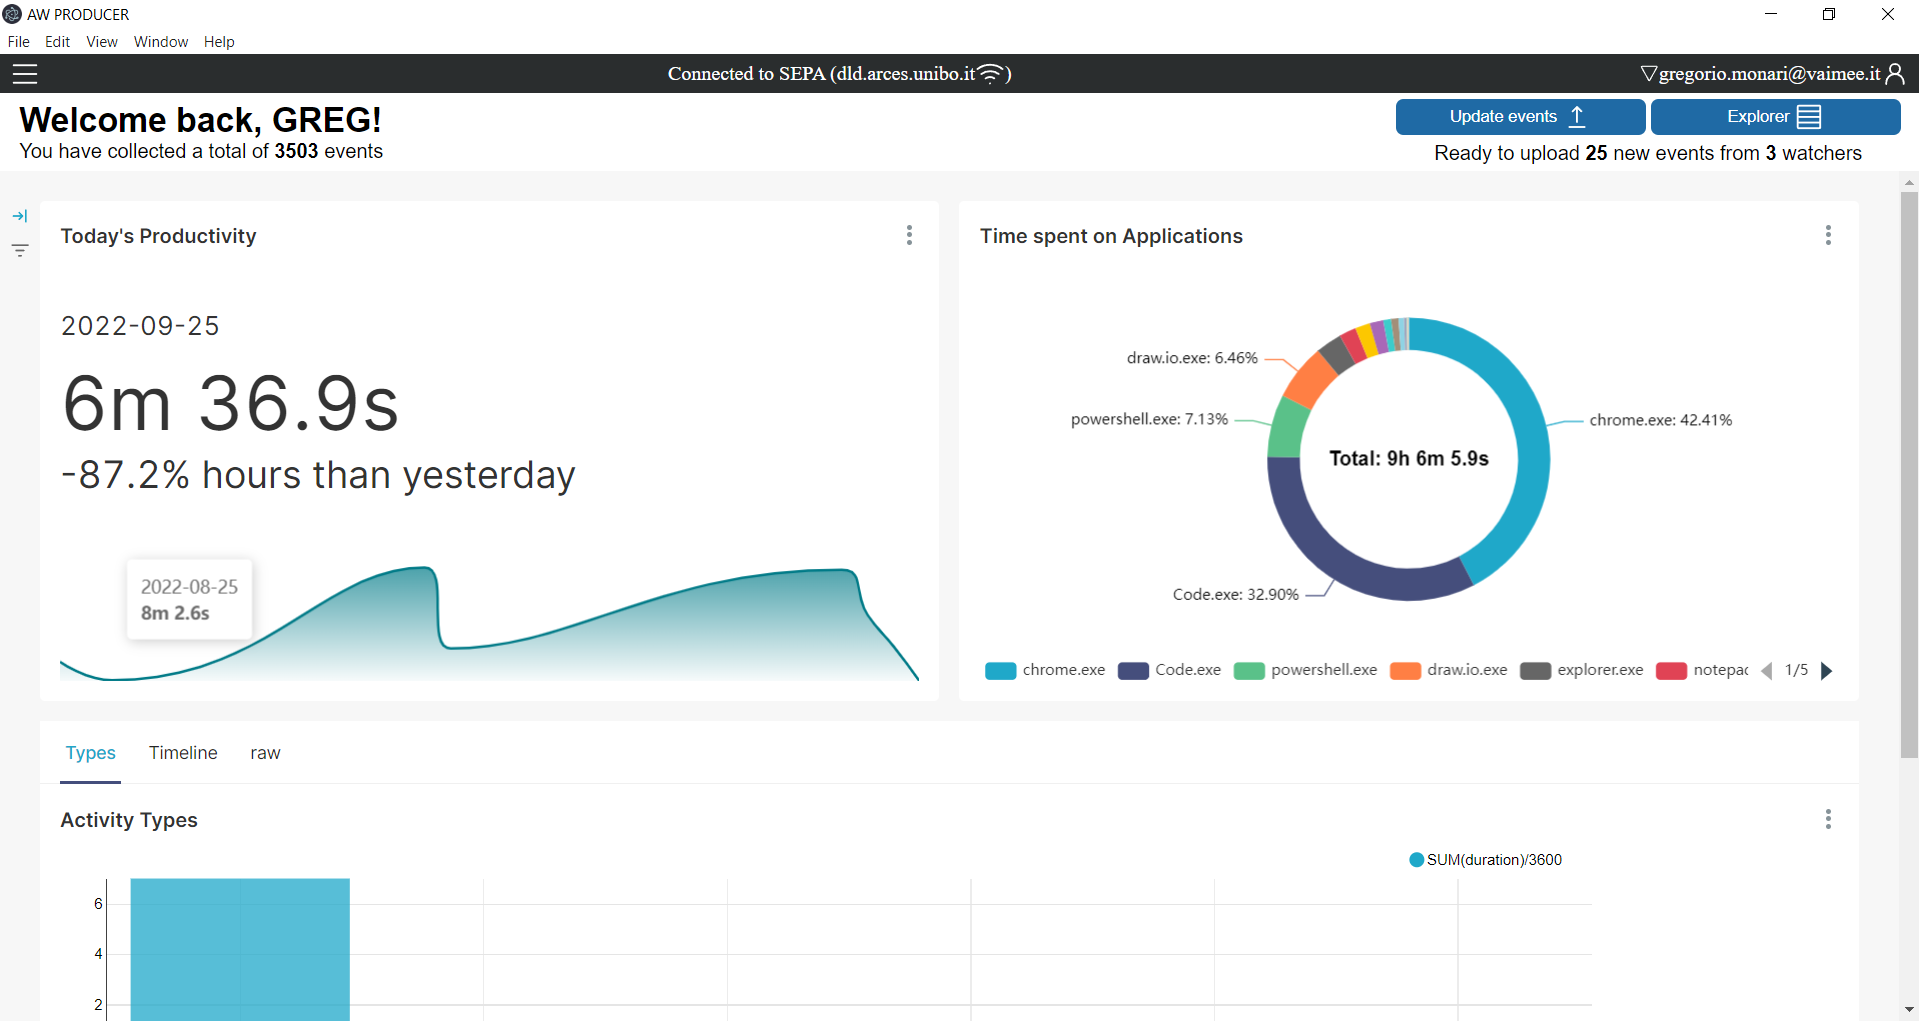 AW PRODUCER
File Edit View Window Help
Connected to SEPA (dld.arces.unibo.it)
gregorio.monari@vaimee.it
Welcome back, GREG!
You have collected a total of 3503 events
Update events
Explorer
Ready to upload 25 new events from 3 watchers
Today's Productivity
2022-09-25
6m 36.9s
-87.2% hours than yesterday
2022-08-25
8m 2.6s
Time spent on Applications
draw.io.exe: 6.46%
powershell.exe: 7.13%
chrome.exe: 42.41%
Total: 9h 6m 5.9s
Code.exe: 32.90%
chrome.exe Code.exe powershell.exe draw.io.exe explorer.exe notepac 1/5
Types Timeline raw
Activity Types
SUM(duration)/3600
6
4
2